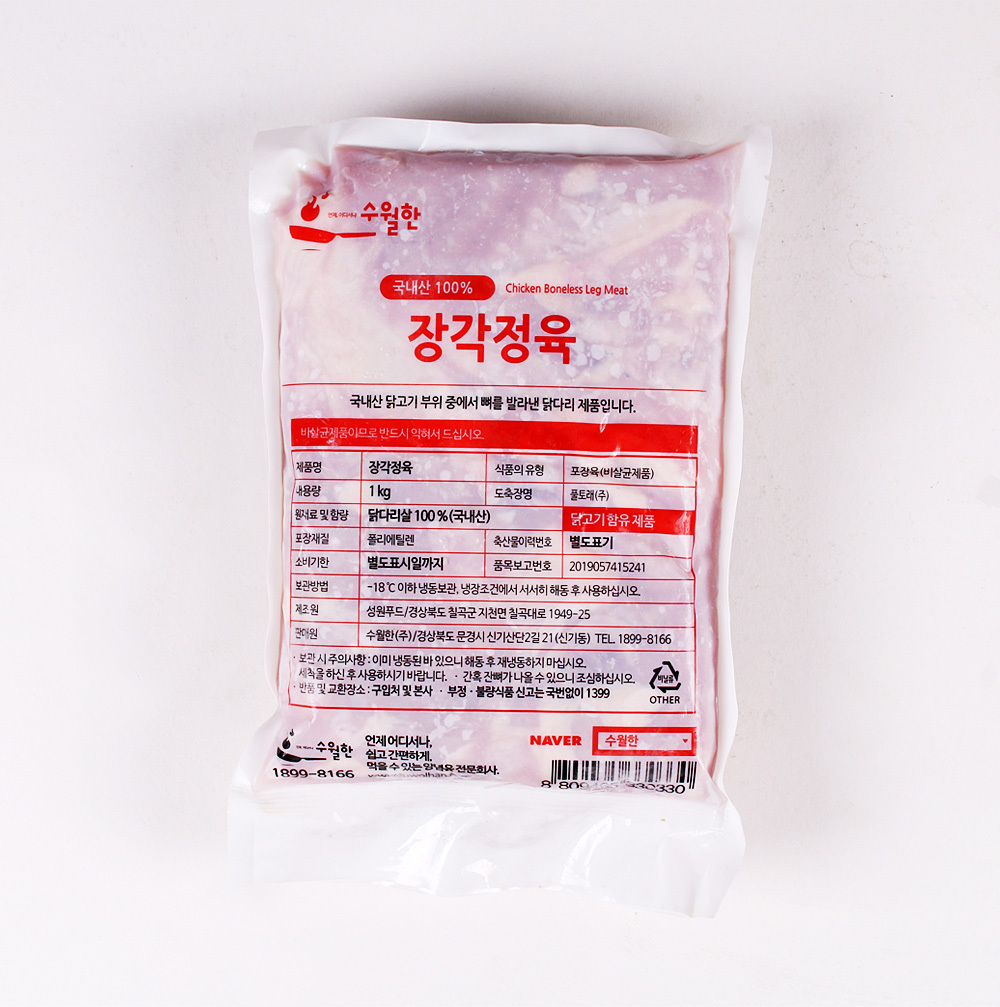 언제, 어디서나 수월한
국내산 100% Chicken Boneless Leg Meat
장각정육
국내산 닭고기 부위 중에서 뼈를 발라낸 닭다리 제품입니다.
비살균제품이므로 반드시 익혀서 드십시오.
제품명 장각정육 식품의 유형 포장육(비살균제품)
내용량 1kg 도축장명 풀토래(주)
원재료 및 함량 닭다리살 100%(국내산) 닭고기 함유 제품
포장재질 폴리에틸렌 축산물이력번호 별도표기
소비기한 별도표시일까지 품목보고번호 2019057415241
보관방법 -18℃ 이하 냉동보관, 냉장조건에서 서서히 해동 후 사용하십시오.
제조원 성원푸드/경상북도 칠곡군 지천면 칠곡대로 1949-25
판매원 수월한(주)/경상북도 문경시 신기산단2길 21(신기동) TEL. 1899-8166
· 보관 시 주의사항 : 이미 냉동된 바 있으니 해동 후 재냉동하지 마십시오.
세척을 하신 후 사용하시기 바랍니다. · 간혹 잔뼈가 나올 수 있으니 조심하십시오.
· 반품 및 교환장소 : 구입처 및 본사 · 부정 · 불량식품 신고는 국번없이 1399
비닐류
OTHER
수월한
1899-8166
언제 어디서나,
쉽고 간편하게,
먹을 수 있는 양념육 전문회사.
NAVER 수월한